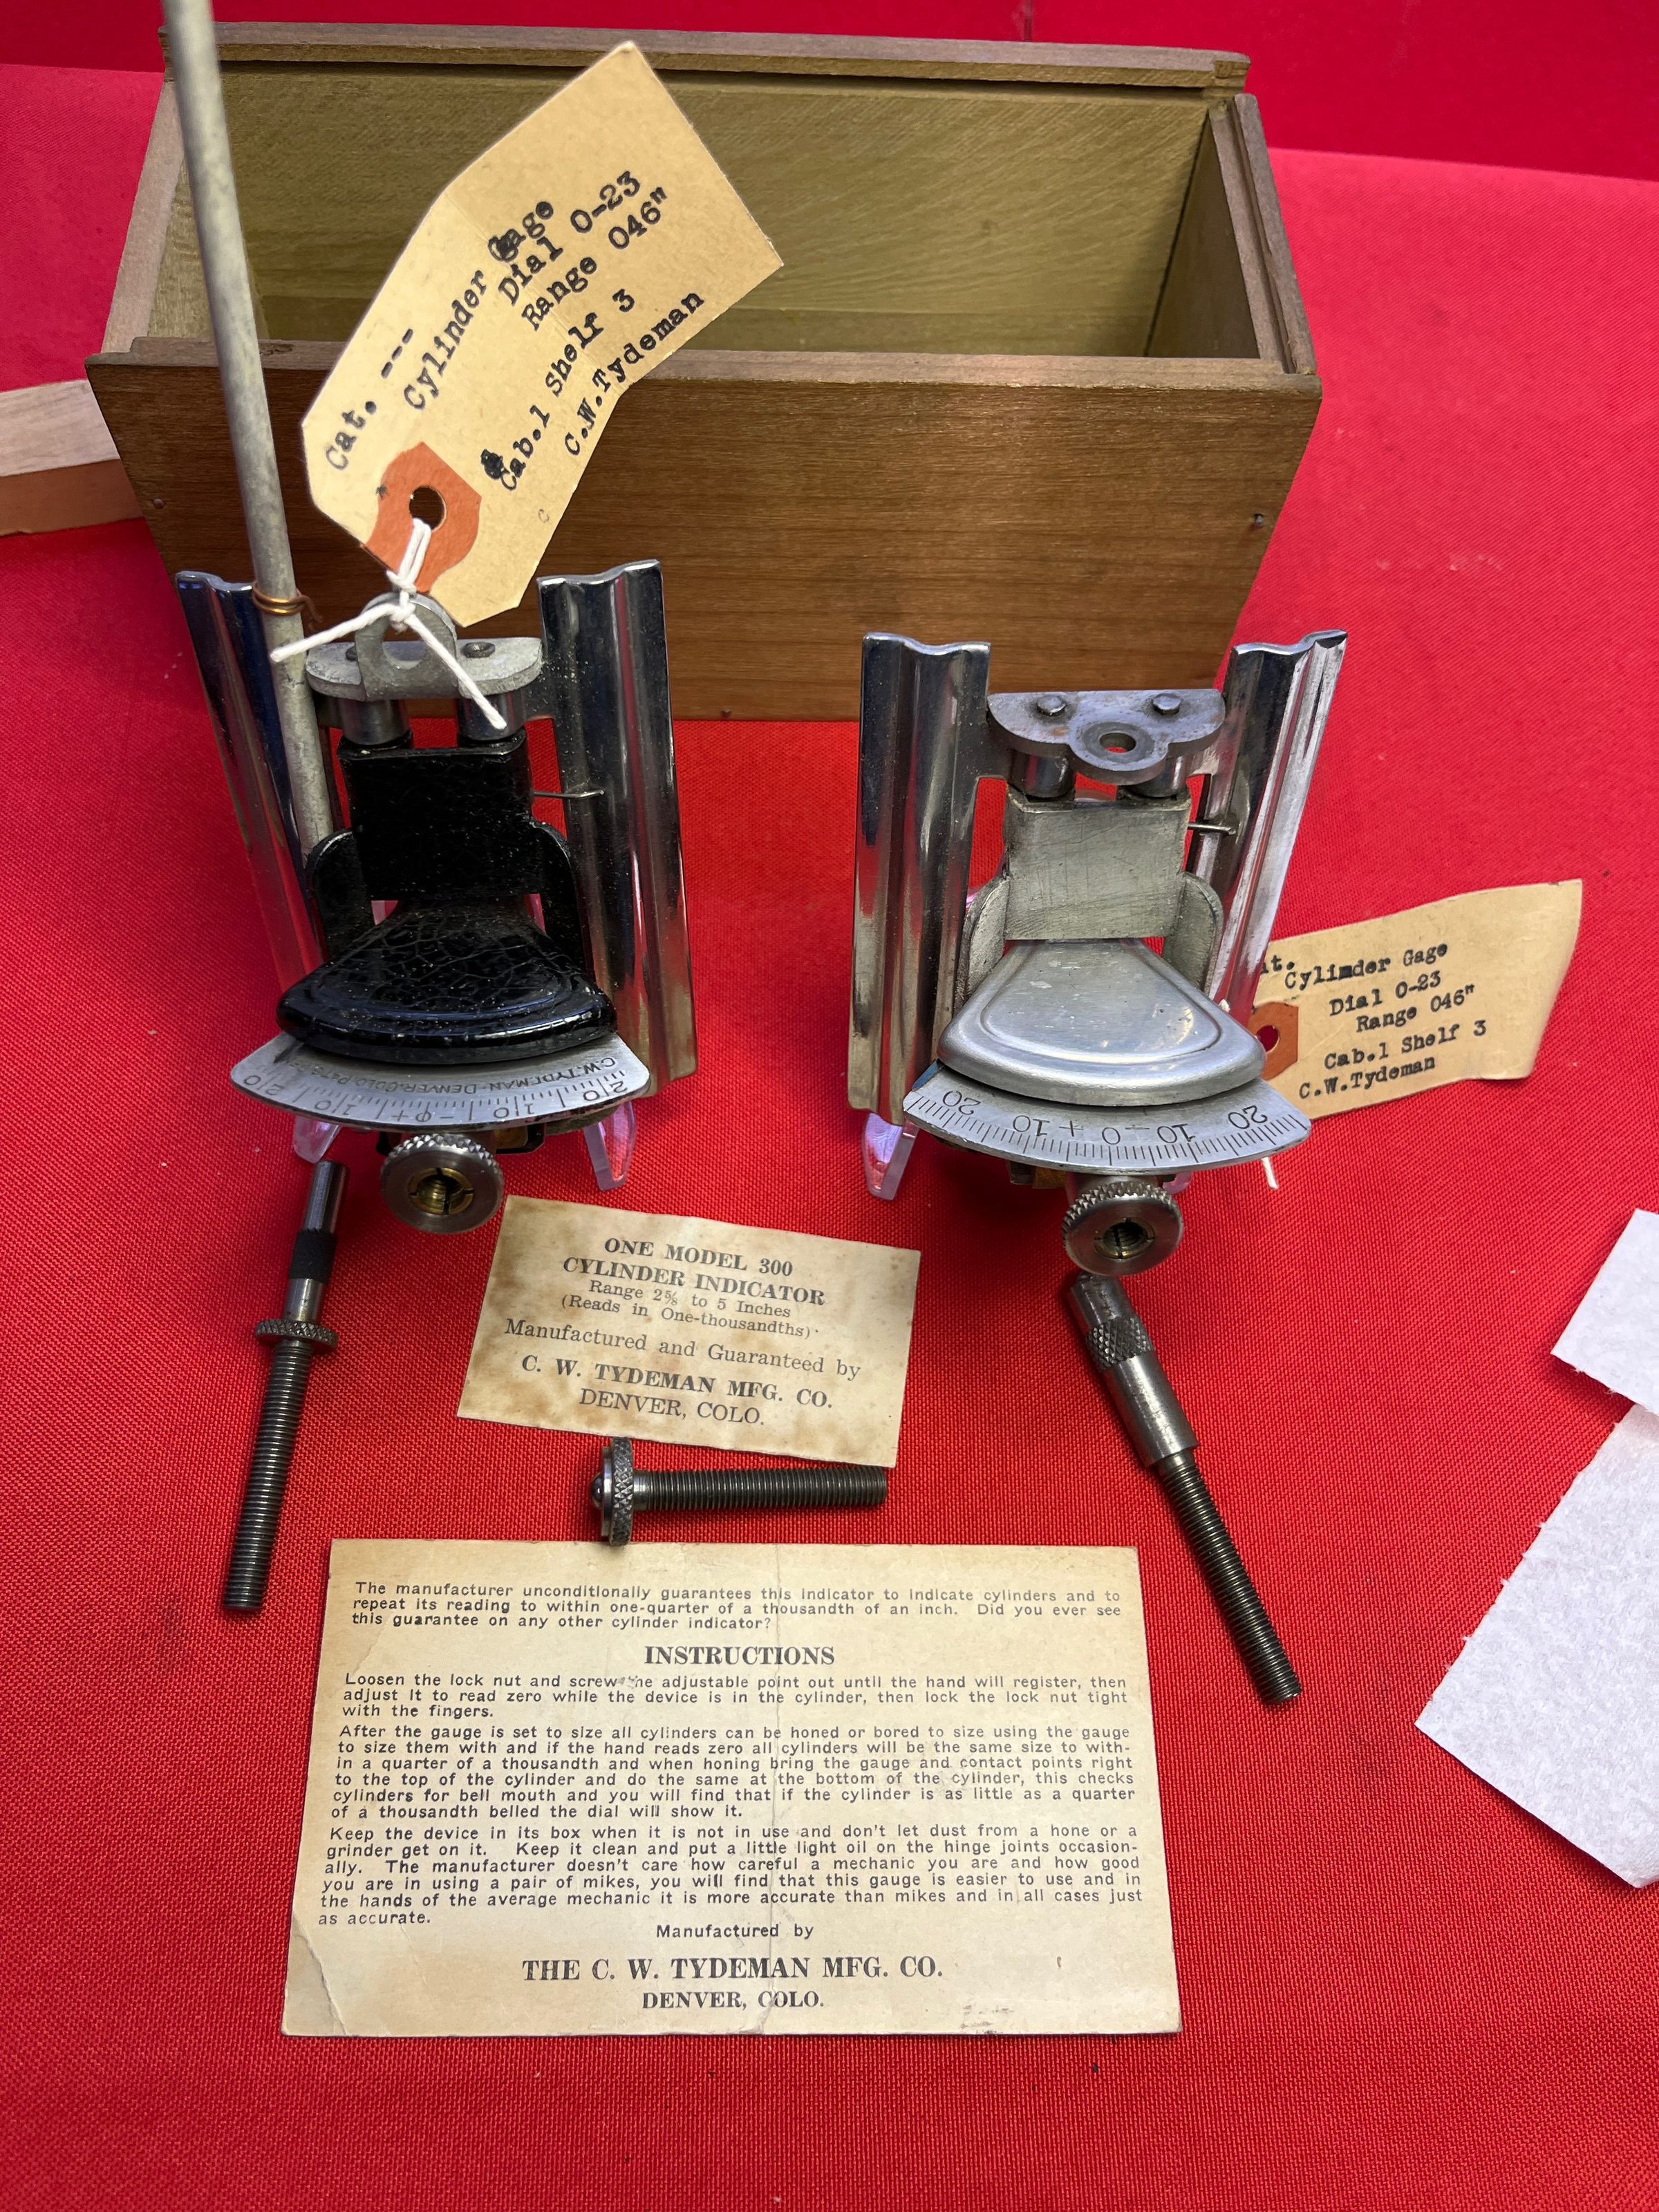 Cat. ---
Cylinder Gage
Dial 0-23
Range 046"
Cab.1 Shelf 3
C.W.Tydeman
Cylimder Gage
Dial 0-23
Range 046"
Cab.1 Shelf 3
C.W.Tydeman
C.W.TYDEMAN-DENVER-COLO
20 10 + 0 - 10 20
20 10 + 0 - 10 20
ONE MODEL 300
CYLINDER INDICATOR
Range 2⅝ to 5 Inches
(Reads in One-thousandths)
Manufactured and Guaranteed by
C. W. TYDEMAN MFG. CO.
DENVER, COLO.
The manufacturer unconditionally guarantees this indicator to indicate cylinders and to
repeat its reading to within one-quarter of a thousandth of an inch. Did you ever see
this guarantee on any other cylinder indicator?
INSTRUCTIONS
Loosen the lock nut and screw the adjustable point out until the hand will register, then
adjust it to read zero while the device is in the cylinder, then lock the lock nut tight
with the fingers.
After the gauge is set to size all cylinders can be honed or bored to size using the gauge
to size them with and if the hand reads zero all cylinders will be the same size to with-
in a quarter of a thousandth and when honing bring the gauge and contact points right
to the top of the cylinder and do the same at the bottom of the cylinder, this checks
cylinders for bell mouth and you will find that if the cylinder is as little as a quarter
of a thousandth belled the dial will show it.
Keep the device in its box when it is not in use and don't let dust from a hone or a
grinder get on it. Keep it clean and put a little light oil on the hinge joints occasion-
ally. The manufacturer doesn't care how careful a mechanic you are and how good
you are in using a pair of mikes, you will find that this gauge is easier to use and in
the hands of the average mechanic it is more accurate than mikes and in all cases just
as accurate.
Manufactured by
THE C. W. TYDEMAN MFG. CO.
DENVER, COLO.